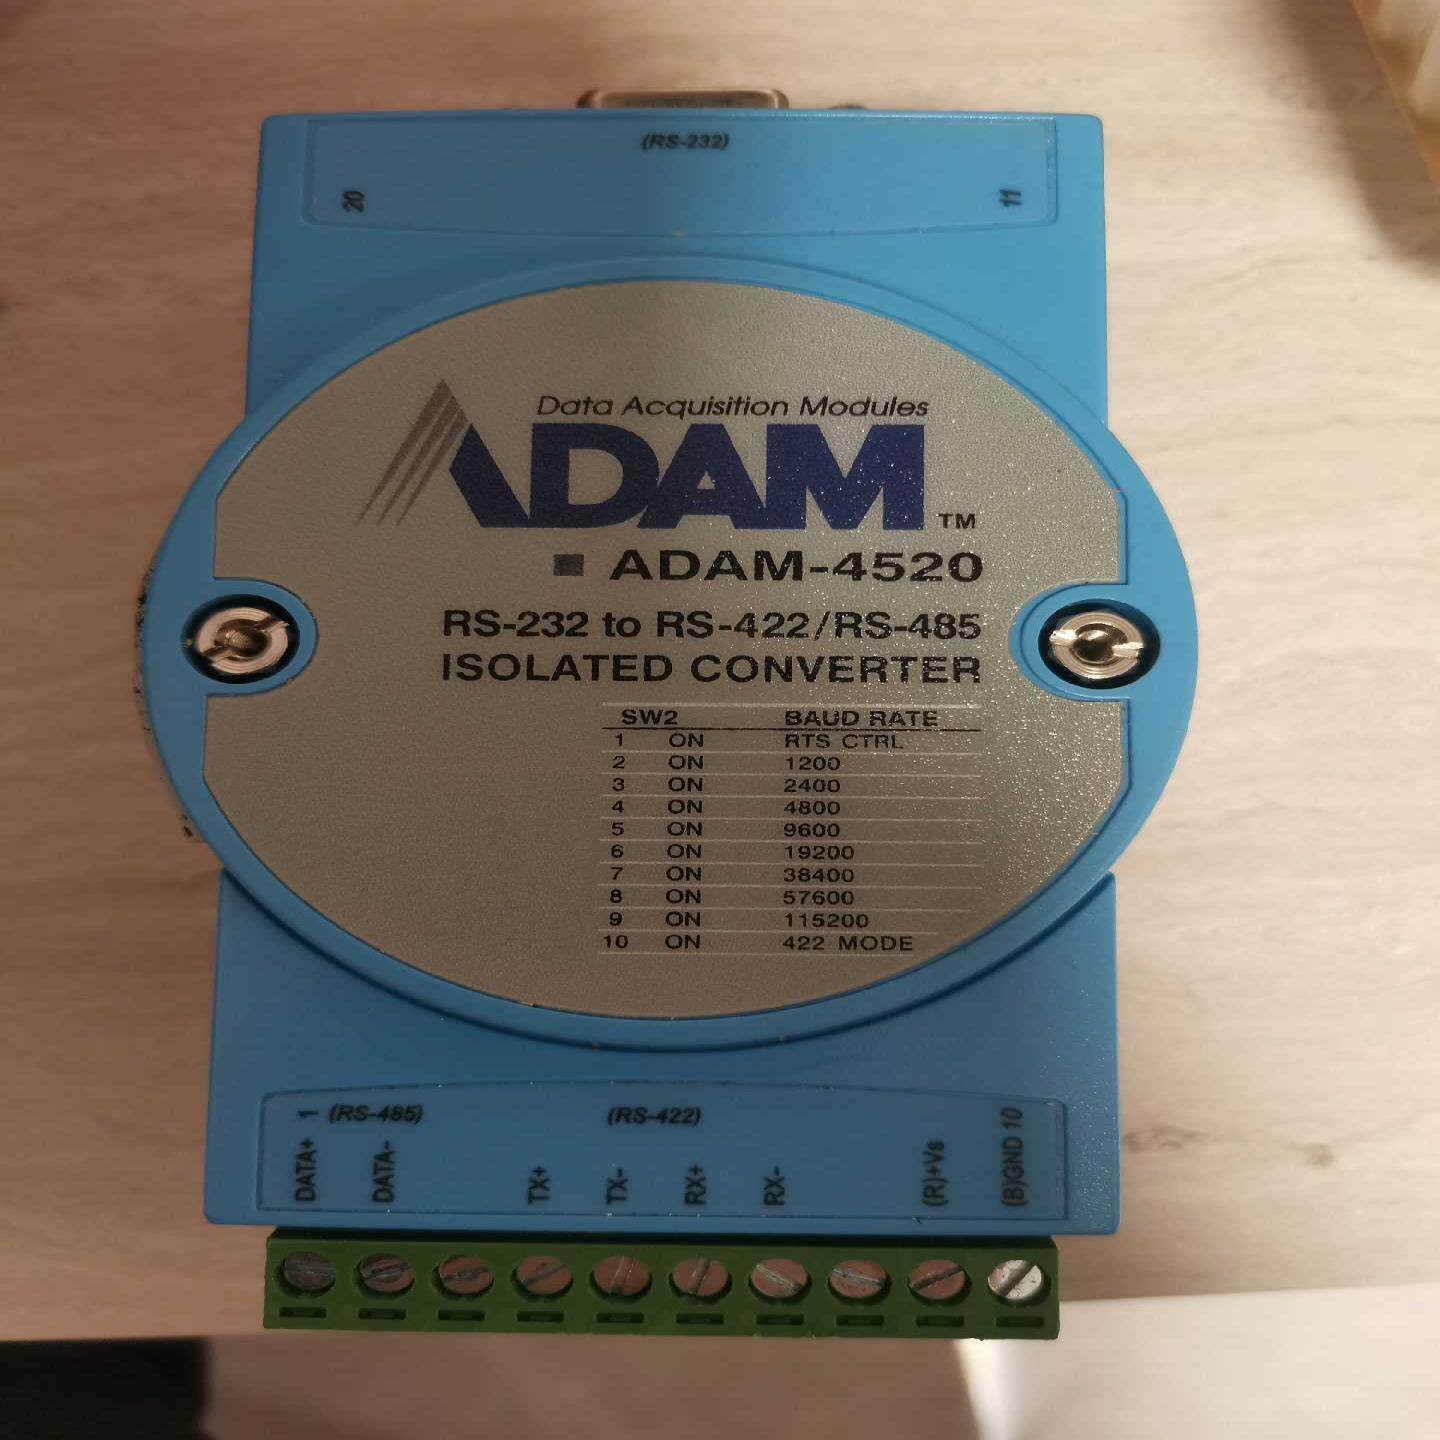 (RS-232)
20 11
Data Acquisition Modules
ADAM TM
ADAM-4520
RS-232 to RS-422/RS-485
ISOLATED CONVERTER
SW2 BAUD RATE
1 ON RTS CTRL
2 ON 1200
3 ON 2400
4 ON 4800
5 ON 9600
6 ON 19200
7 ON 38400
8 ON 57600
9 ON 115200
10 ON 422 MODE
1 (RS-485) (RS-422) 10
DATA+ DATA- TX+ TX- RX+ RX- (R)+Vs (B)GND